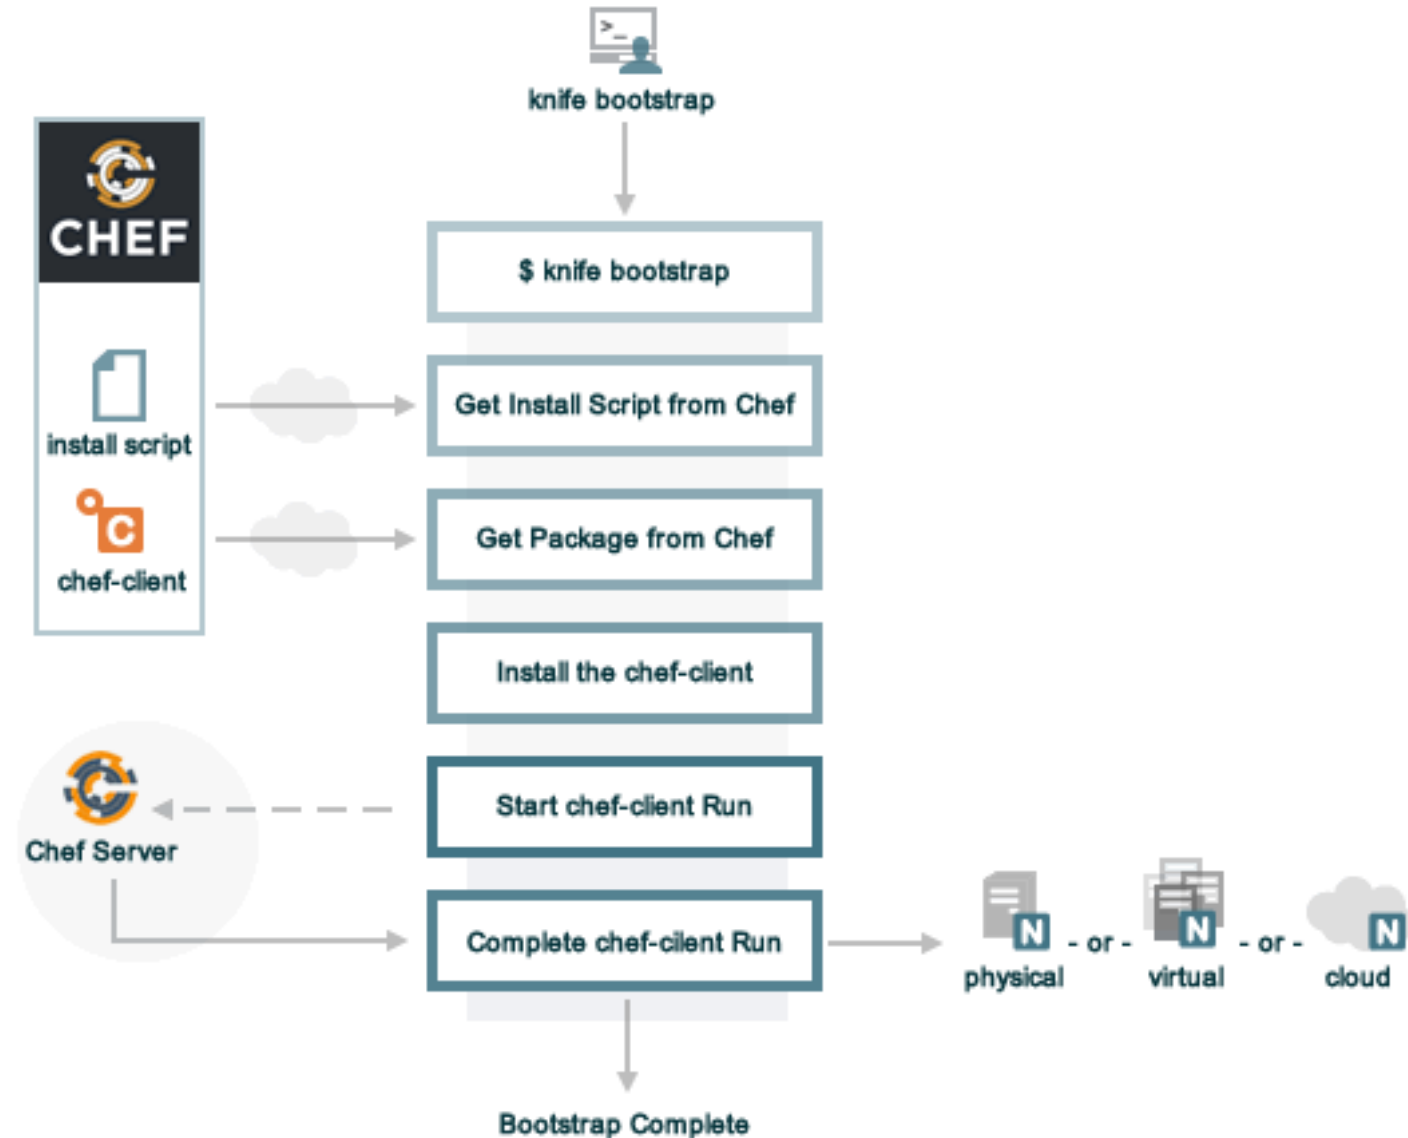 >_
knife bootstrap
CHEF
$ knife bootstrap
Get Install Script from Chef
install script
Get Package from Chef
C
chef-client
Install the chef-client
Start chef-client Run
Chef Server
Complete chef-cilent Run
N
- or -
N
- or -
N
physical
virtual
cloud
Bootstrap Complete